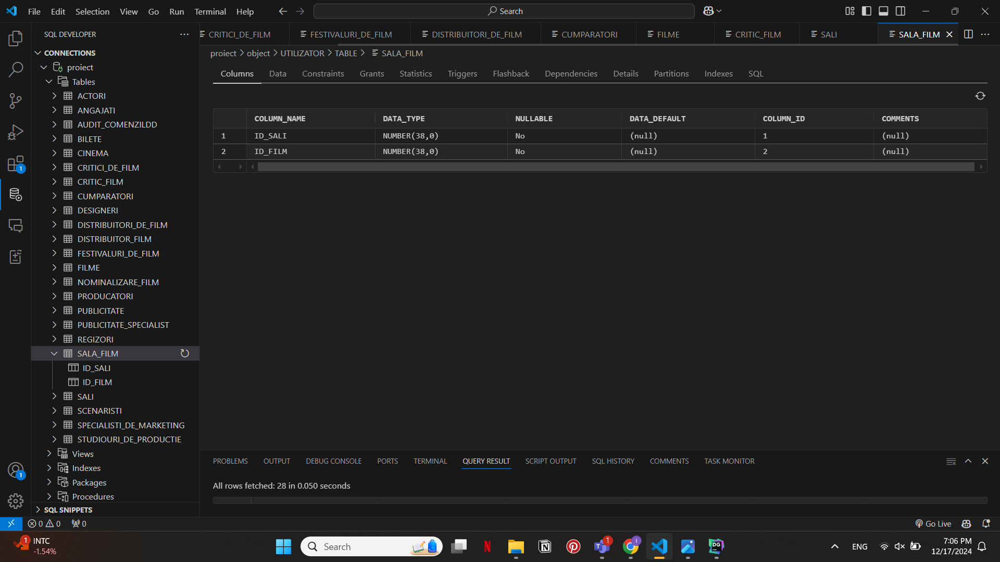 File Edit Selection View Go Run Terminal Help
Search
SQL DEVELOPER
CONNECTIONS
proiect
Tables
ACTORI
ANGAJATI
AUDIT_COMENZILDD
BILETE
CINEMA
CRITICI_DE_FILM
CRITIC_FILM
CUMPARATORI
DESIGNERI
DISTRIBUITORI_DE_FILM
DISTRIBUITOR_FILM
FESTIVALURI_DE_FILM
FILME
NOMINALIZARE_FILM
PRODUCATORI
PUBLICITATE
PUBLICITATE_SPECIALIST
REGIZORI
SALA_FILM
ID_SALI
ID_FILM
SALI
SCENARISTI
SPECIALISTI_DE_MARKETING
STUDIOURI_DE_PRODUCTIE
Views
Indexes
Packages
Procedures
SQL SNIPPETS
1
1
CRITICI_DE_FILM FESTIVALURI_DE_FILM DISTRIBUITORI_DE_FILM CUMPARATORI FILME CRITIC_FILM SALI SALA_FILM
proiect > object > UTILIZATOR > TABLE > SALA_FILM
Columns Data Constraints Grants Statistics Triggers Flashback Dependencies Details Partitions Indexes SQL
COLUMN_NAME DATA_TYPE NULLABLE DATA_DEFAULT COLUMN_ID COMMENTS
1 ID_SALI NUMBER(38,0) No (null) 1 (null)
2 ID_FILM NUMBER(38,0) No (null) 2 (null)
PROBLEMS OUTPUT DEBUG CONSOLE PORTS TERMINAL QUERY RESULT SCRIPT OUTPUT SQL HISTORY COMMENTS TASK MONITOR
All rows fetched: 28 in 0.050 seconds
0 0 0 Go Live
1 INTC
-1.54%
Search
N
N
T 1
I
DG
ENG
7:06 PM
12/17/2024